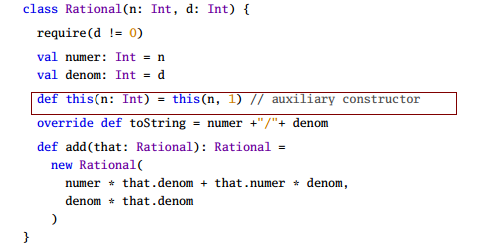 class Rational(n: Int, d: Int) {
require(d != 0)
val numer: Int = n
val denom: Int = d
def this(n: Int) = this(n, 1) // auxiliary constructor
override def toString = numer +"/"+ denom
def add(that: Rational): Rational =
new Rational(
numer * that.denom + that.numer * denom,
denom * that.denom
)
}